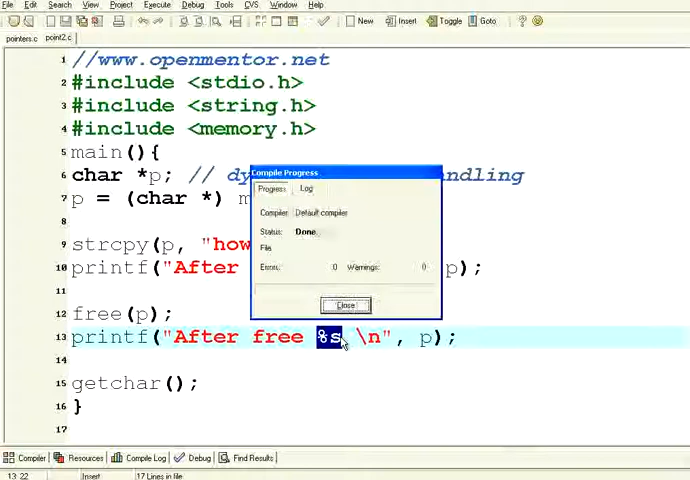 File Edit Search View Project Execute Debug Tools CVS Window Help
New Insert Toggle Goto
pointers.c point2.c
1 //www.openmentor.net
2 #include <stdio.h>
3 #include <string.h>
4 #include <memory.h>
5 main(){
6 char *p; // dy ndling
7 p = (char *) m
8
9 strcpy(p, "how
10 printf("After p);
11
12 free(p);
13 printf("After free %s \n", p);
14
15 getchar();
16 }
17
Compile Progress
Progress Log
Compiler: Default compiler
Status: Done.
File:
Errors: 0 Warnings: 0
Close
Compiler Resources Compile Log Debug Find Results
13: 22 Insert 17 Lines in file